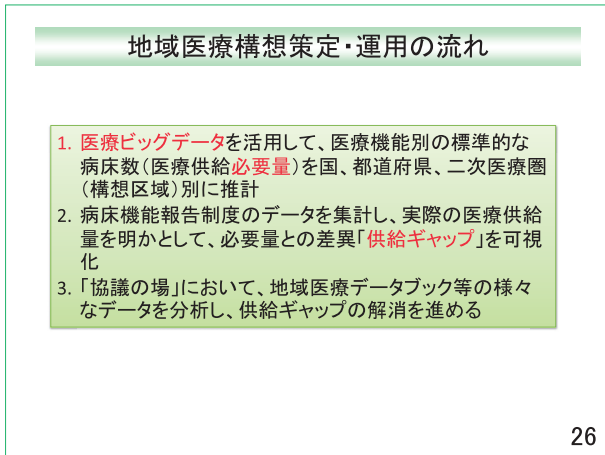 地域医療構想策定・運用の流れ
1. 医療ビッグデータを活用して、医療機能別の標準的な
病床数（医療供給必要量）を国、都道府県、二次医療圏
（構想区域）別に推計
2. 病床機能報告制度のデータを集計し、実際の医療供給
量を明かとして、必要量との差異「供給ギャップ」を可視
化
3. 「協議の場」において、地域医療データブック等の様々
なデータを分析し、供給ギャップの解消を進める
26